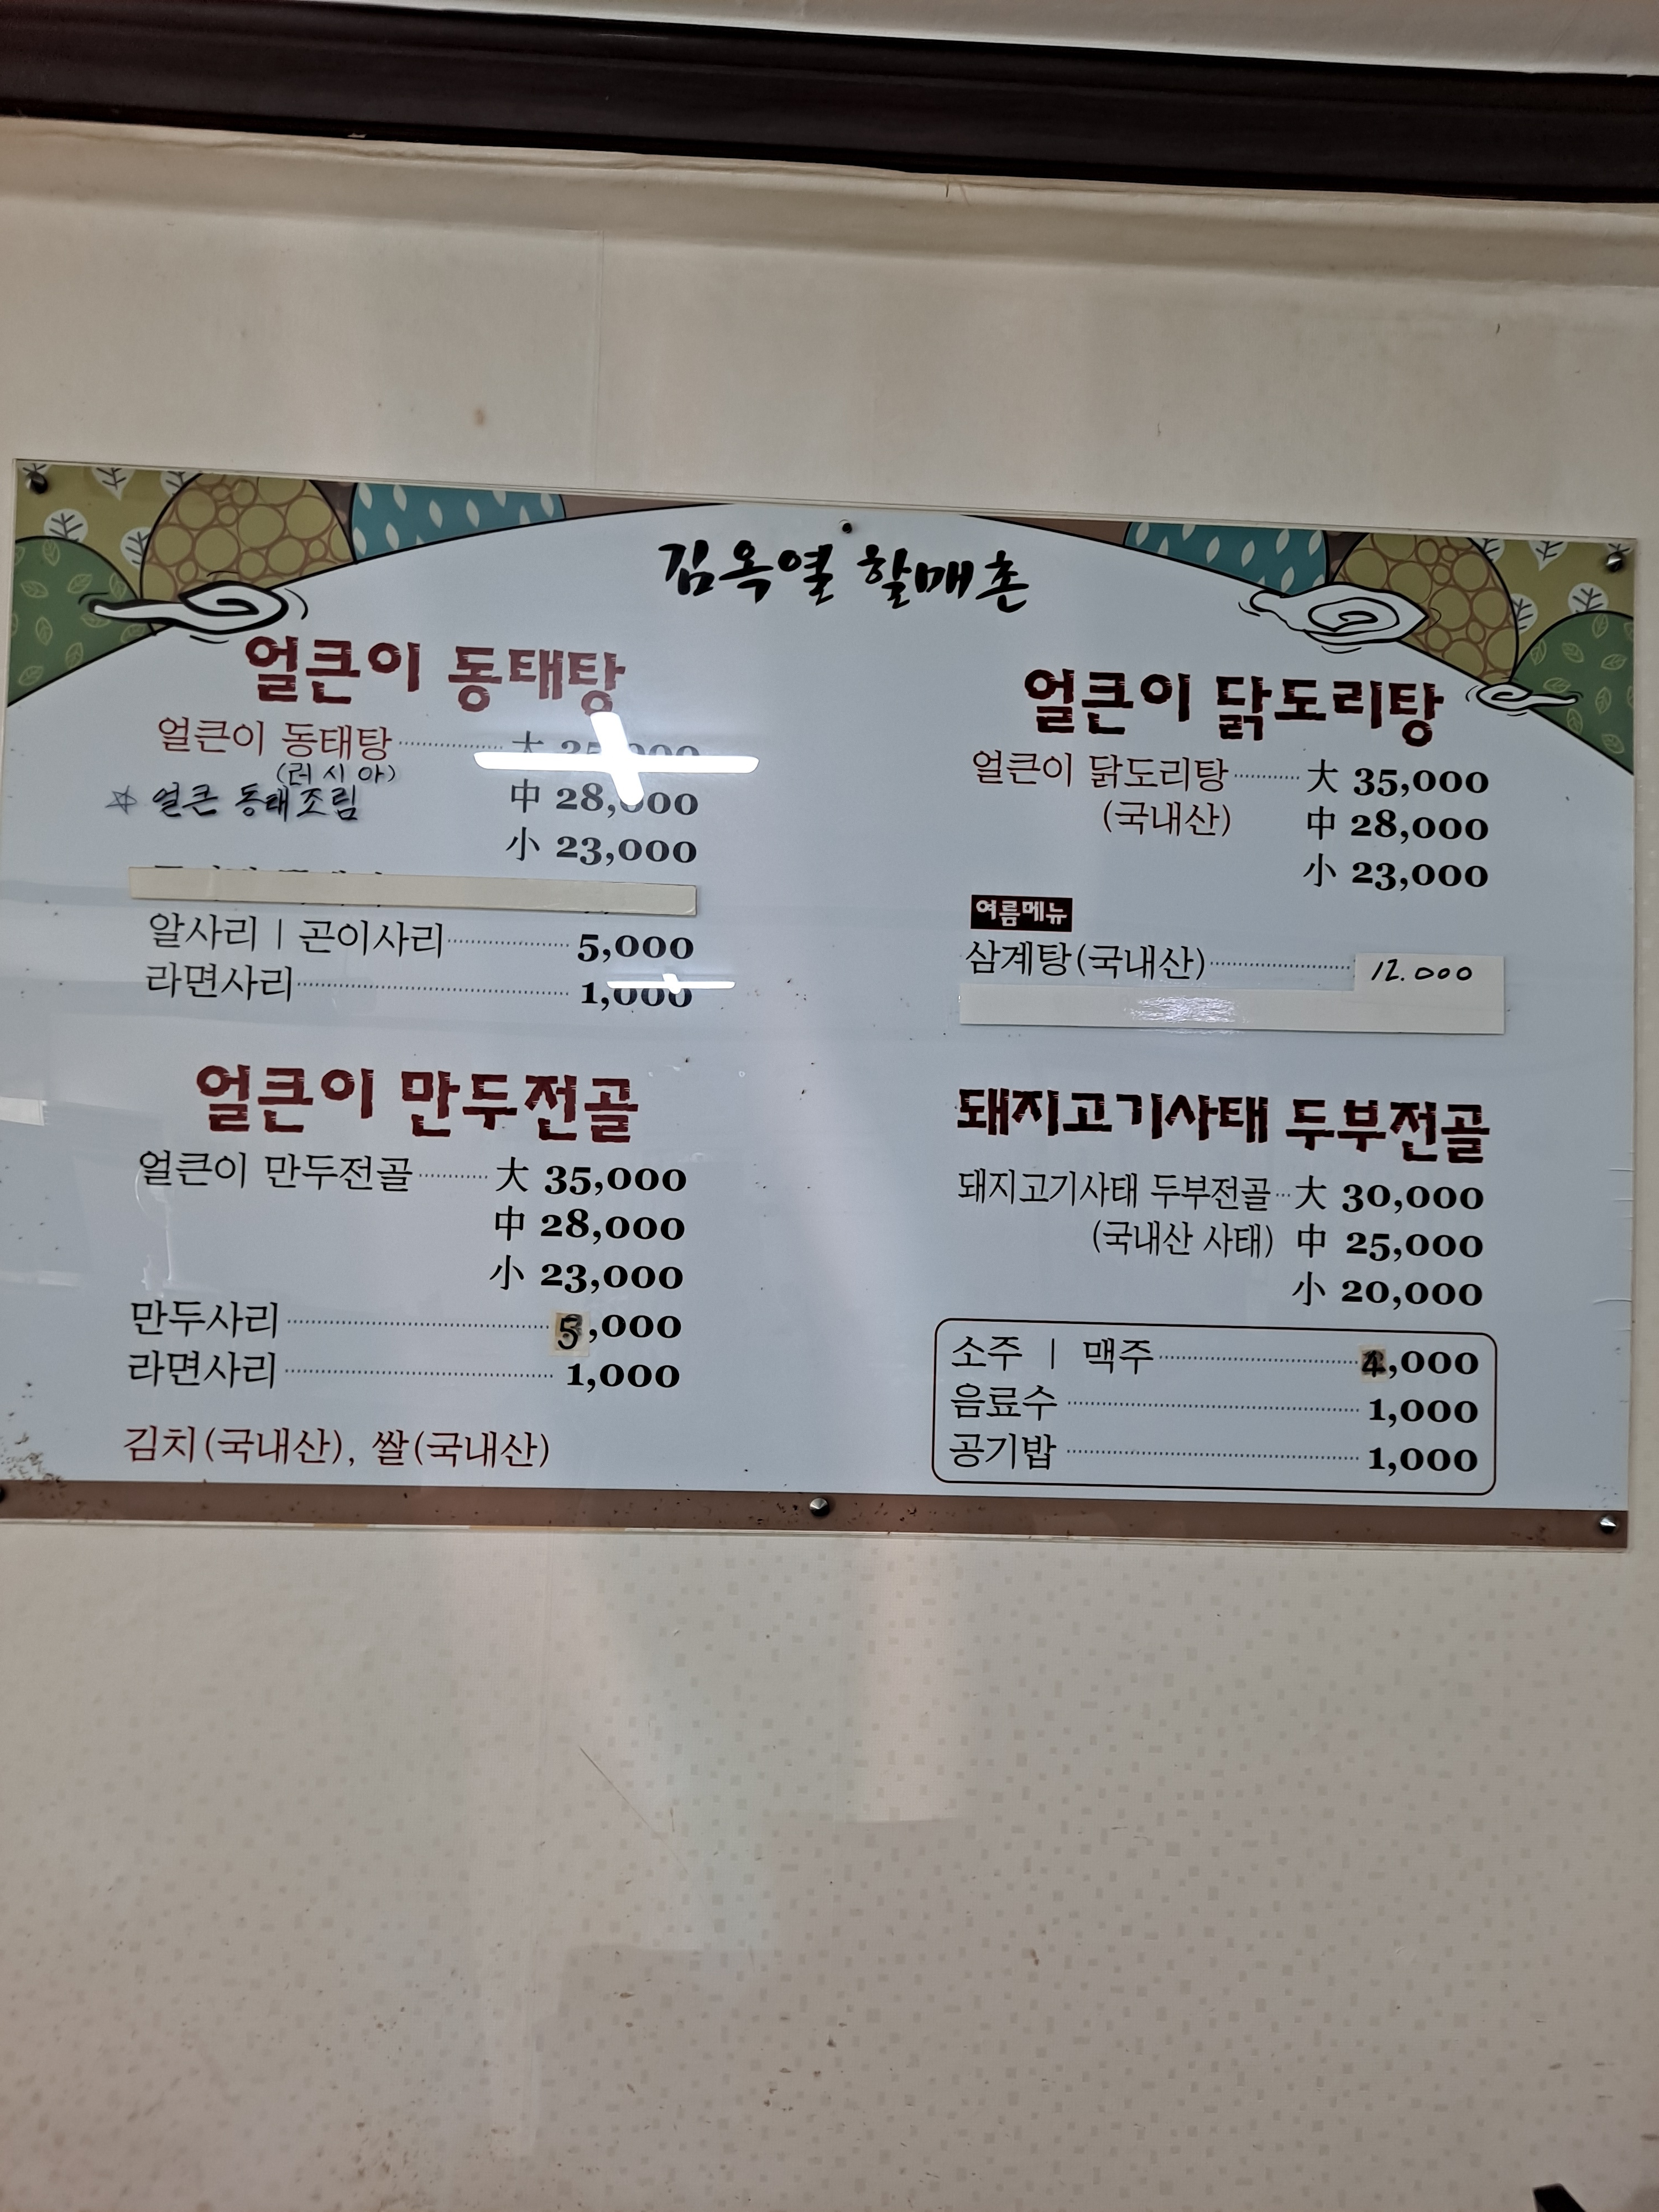 김옥열 할매촌
얼큰이 동태탕
얼큰이 동태탕 大 35,000
(러시아)
☆ 얼큰 동태조림 中 28,000
小 23,000
알사리 | 곤이사리 5,000
라면사리 1,000
얼큰이 만두전골
얼큰이 만두전골 大 35,000
中 28,000
小 23,000
만두사리 5,000
라면사리 1,000
김치(국내산), 쌀(국내산)
얼큰이 닭도리탕
얼큰이 닭도리탕 大 35,000
(국내산) 中 28,000
小 23,000
여름메뉴
삼계탕(국내산) 12.000
돼지고기사태 두부전골
돼지고기사태 두부전골 大 30,000
(국내산 사태) 中 25,000
小 20,000
소주 | 맥주 4,000
음료수 1,000
공기밥 1,000